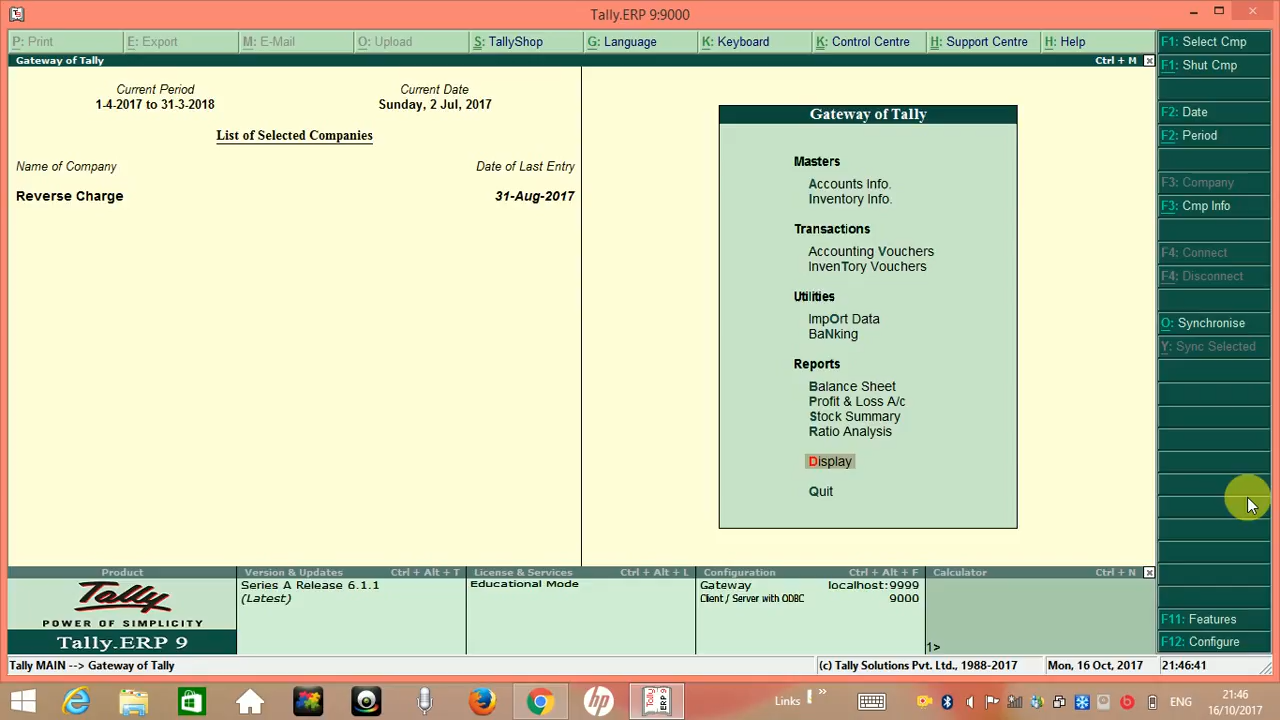 Tally.ERP 9:9000
P: Print
E: Export
M: E-Mail
O: Upload
S: TallyShop
G: Language
K: Keyboard
K: Control Centre
H: Support Centre
H: Help
Gateway of Tally
Ctrl + M
Current Period
1-4-2017 to 31-3-2018
Current Date
Sunday, 2 Jul, 2017
List of Selected Companies
Name of Company
Date of Last Entry
Reverse Charge
31-Aug-2017
Gateway of Tally
Masters
Accounts Info.
Inventory Info.
Transactions
Accounting Vouchers
InvenTory Vouchers
Utilities
ImpOrt Data
BaNking
Reports
Balance Sheet
Profit & Loss A/c
Stock Summary
Ratio Analysis
Display
Quit
F1: Select Cmp
F1: Shut Cmp
F2: Date
F2: Period
F3: Company
F3: Cmp Info
F4: Connect
F4: Disconnect
O: Synchronise
Y: Sync Selected
F11: Features
F12: Configure
Product
Tally
POWER OF SIMPLICITY
Tally.ERP 9
Version & Updates
Ctrl + Alt + T
Series A Release 6.1.1
(Latest)
License & Services
Ctrl + Alt + L
Educational Mode
Configuration
Ctrl + Alt + F
Gateway
localhost:9999
Client / Server with ODBC
9000
Calculator
Ctrl + N
1>
Tally MAIN --> Gateway of Tally
(c) Tally Solutions Pvt. Ltd., 1988-2017
Mon, 16 Oct, 2017
21:46:41
Links
ENG
21:46
16/10/2017